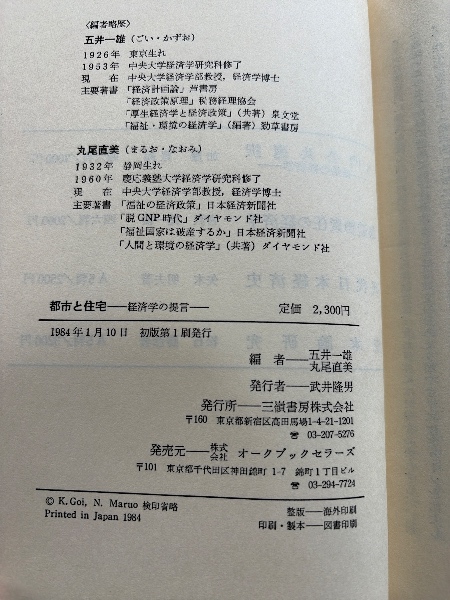 〈編者略歴〉
五井一雄（ごい・かずお）
1926年 東京生れ
1953年 中央大学経済学研究科修了
現 在 中央大学経済学部教授，経済学博士
主要著書 「経済計画論」芦書房
「経済政策原理」税務経理協会
「厚生経済学と経済政策」（共著）泉文堂
「福祉・環境の経済学」（編著）勁草書房
丸尾直美（まるお・なおみ）
1932年 静岡生れ
1960年 慶応義塾大学経済学研究科修了
現 在 中央大学経済学部教授，経済学博士
主要著書 「福祉の経済政策」日本経済新聞社
「脱GNP時代」ダイヤモンド社
「福祉国家は破産するか」日本経済新聞社
「人間と環境の経済学」（共著）ダイヤモンド社
都市と住宅——経済学の提言—— 定価 2,300円
1984年1月10日 初版第1刷発行
編 者——五井一雄
丸尾直美
発行者——武井隆男
発行所——三嶺書房株式会社
〒160 東京都新宿区高田馬場1-4-21-1201
☎ 03-207-5276
発売元——株式会社 オークブックセラーズ
〒101 東京都千代田区神田錦町 1-7 錦町1丁目ビル
☎ 03-294-7724
© K.Goi, N. Maruo 検印省略
Printed in Japan 1984
整版——海外印刷
印刷・製本——図書印刷